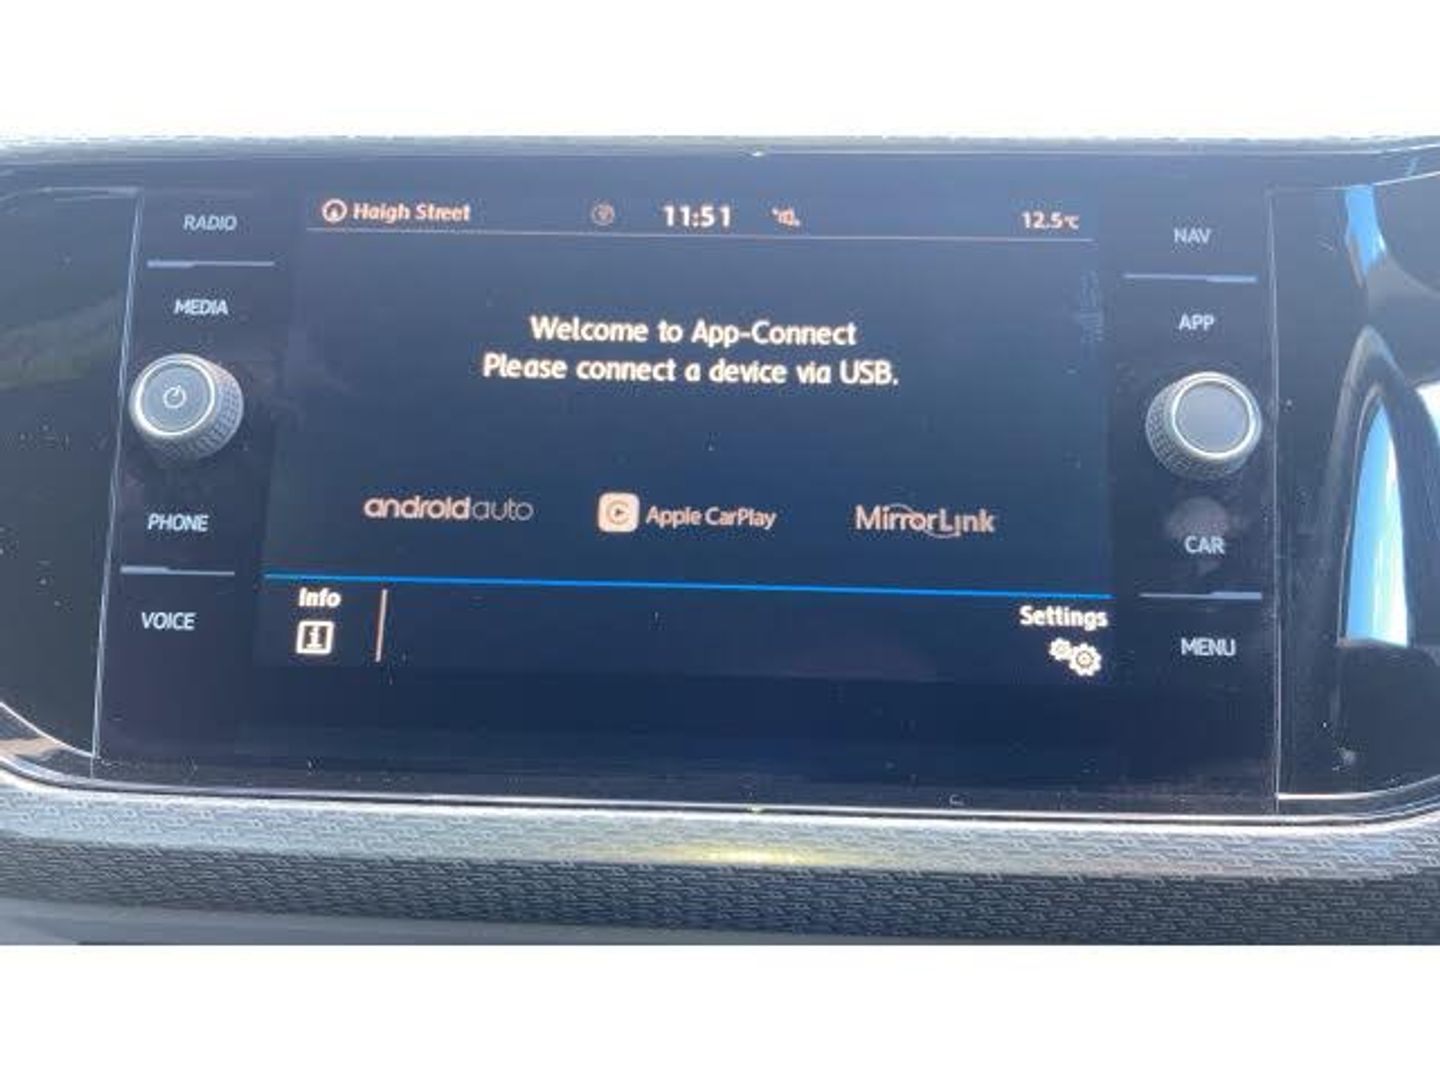 RADIO
MEDIA
PHONE
VOICE
Haigh Street
11:51
12.5°C
Welcome to App-Connect
Please connect a device via USB.
androidauto
Apple CarPlay
MirrorLink
Info
i
Settings
NAV
APP
CAR
MENU